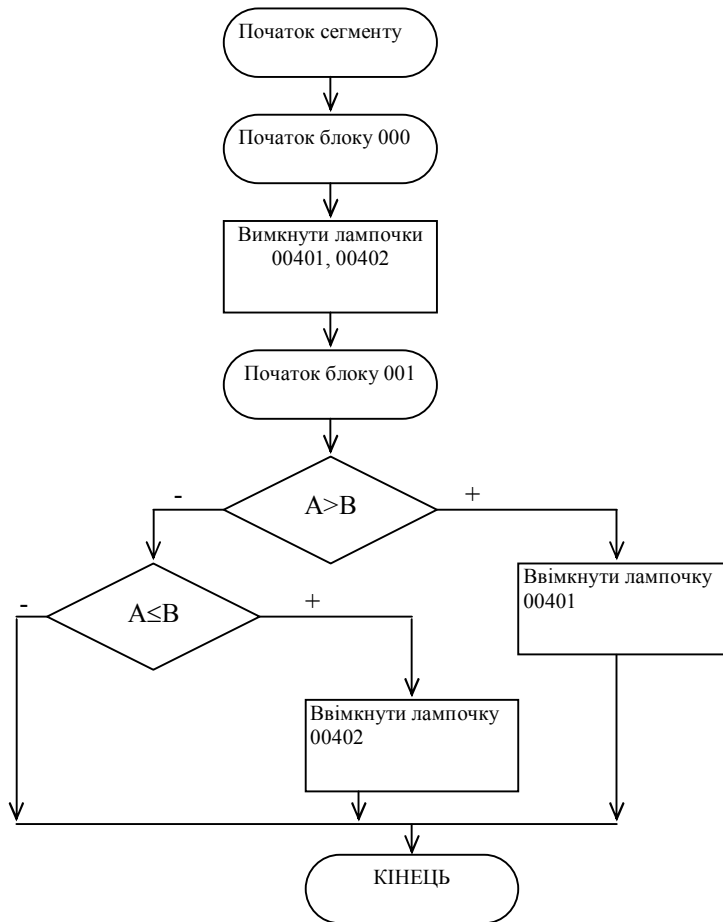 Початок сегменту
Початок блоку 000
Вимкнути лампочки
00401, 00402
Початок блоку 001
A>B
-
+
Ввімкнути лампочку
00401
A≤B
-
+
Ввімкнути лампочку
00402
КІНЕЦЬ